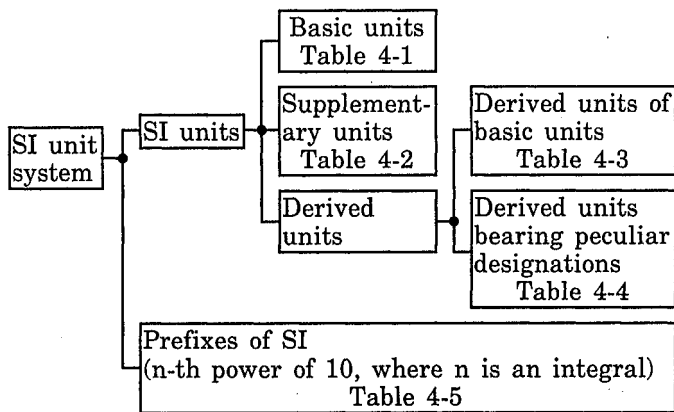 Basic units
Table 4-1
Supplement-
ary units
Table 4-2
Derived units of
basic units
Table 4-3
SI units
SI unit
system
Derived
units
Derived units
bearing peculiar
designations
Table 4-4
Prefixes of SI
(n-th power of 10, where n is an integral)
Table 4-5